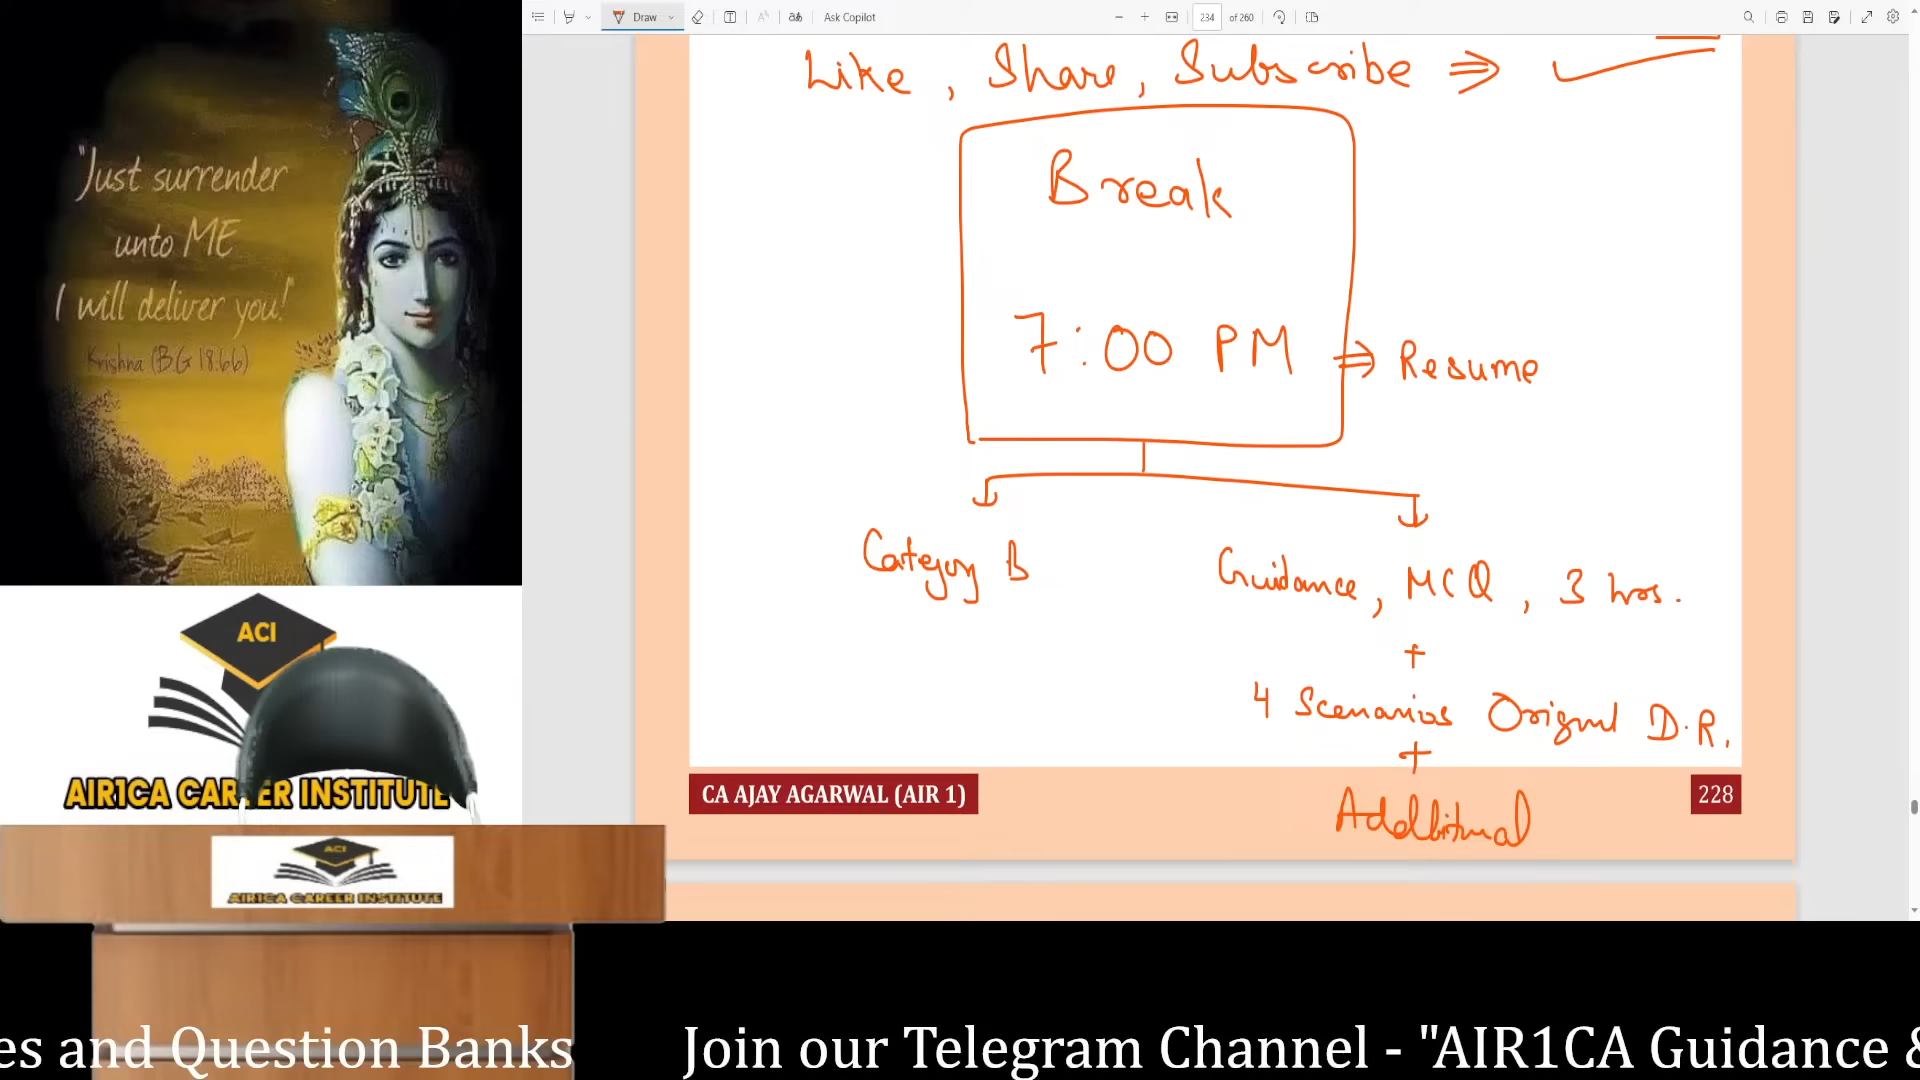 "Just surrender
unto ME
I will deliver you!"
Krishna (B.G 18.66)
ACI
AIR1CA CAREER INSTITUTE
ACI
AIR1CA CAREER INSTITUTE
Draw
Ask Copilot
234 of 260
Like, Share, Subscribe ⇒ ✓
Break
7:00 PM ⇒ Resume
Category B
Guidance, MCQ, 3 hrs.
+
4 Scenarios Original D.R.
+
Additional
CA AJAY AGARWAL (AIR 1)
228
es and Question Banks Join our Telegram Channel - "AIR1CA Guidance &